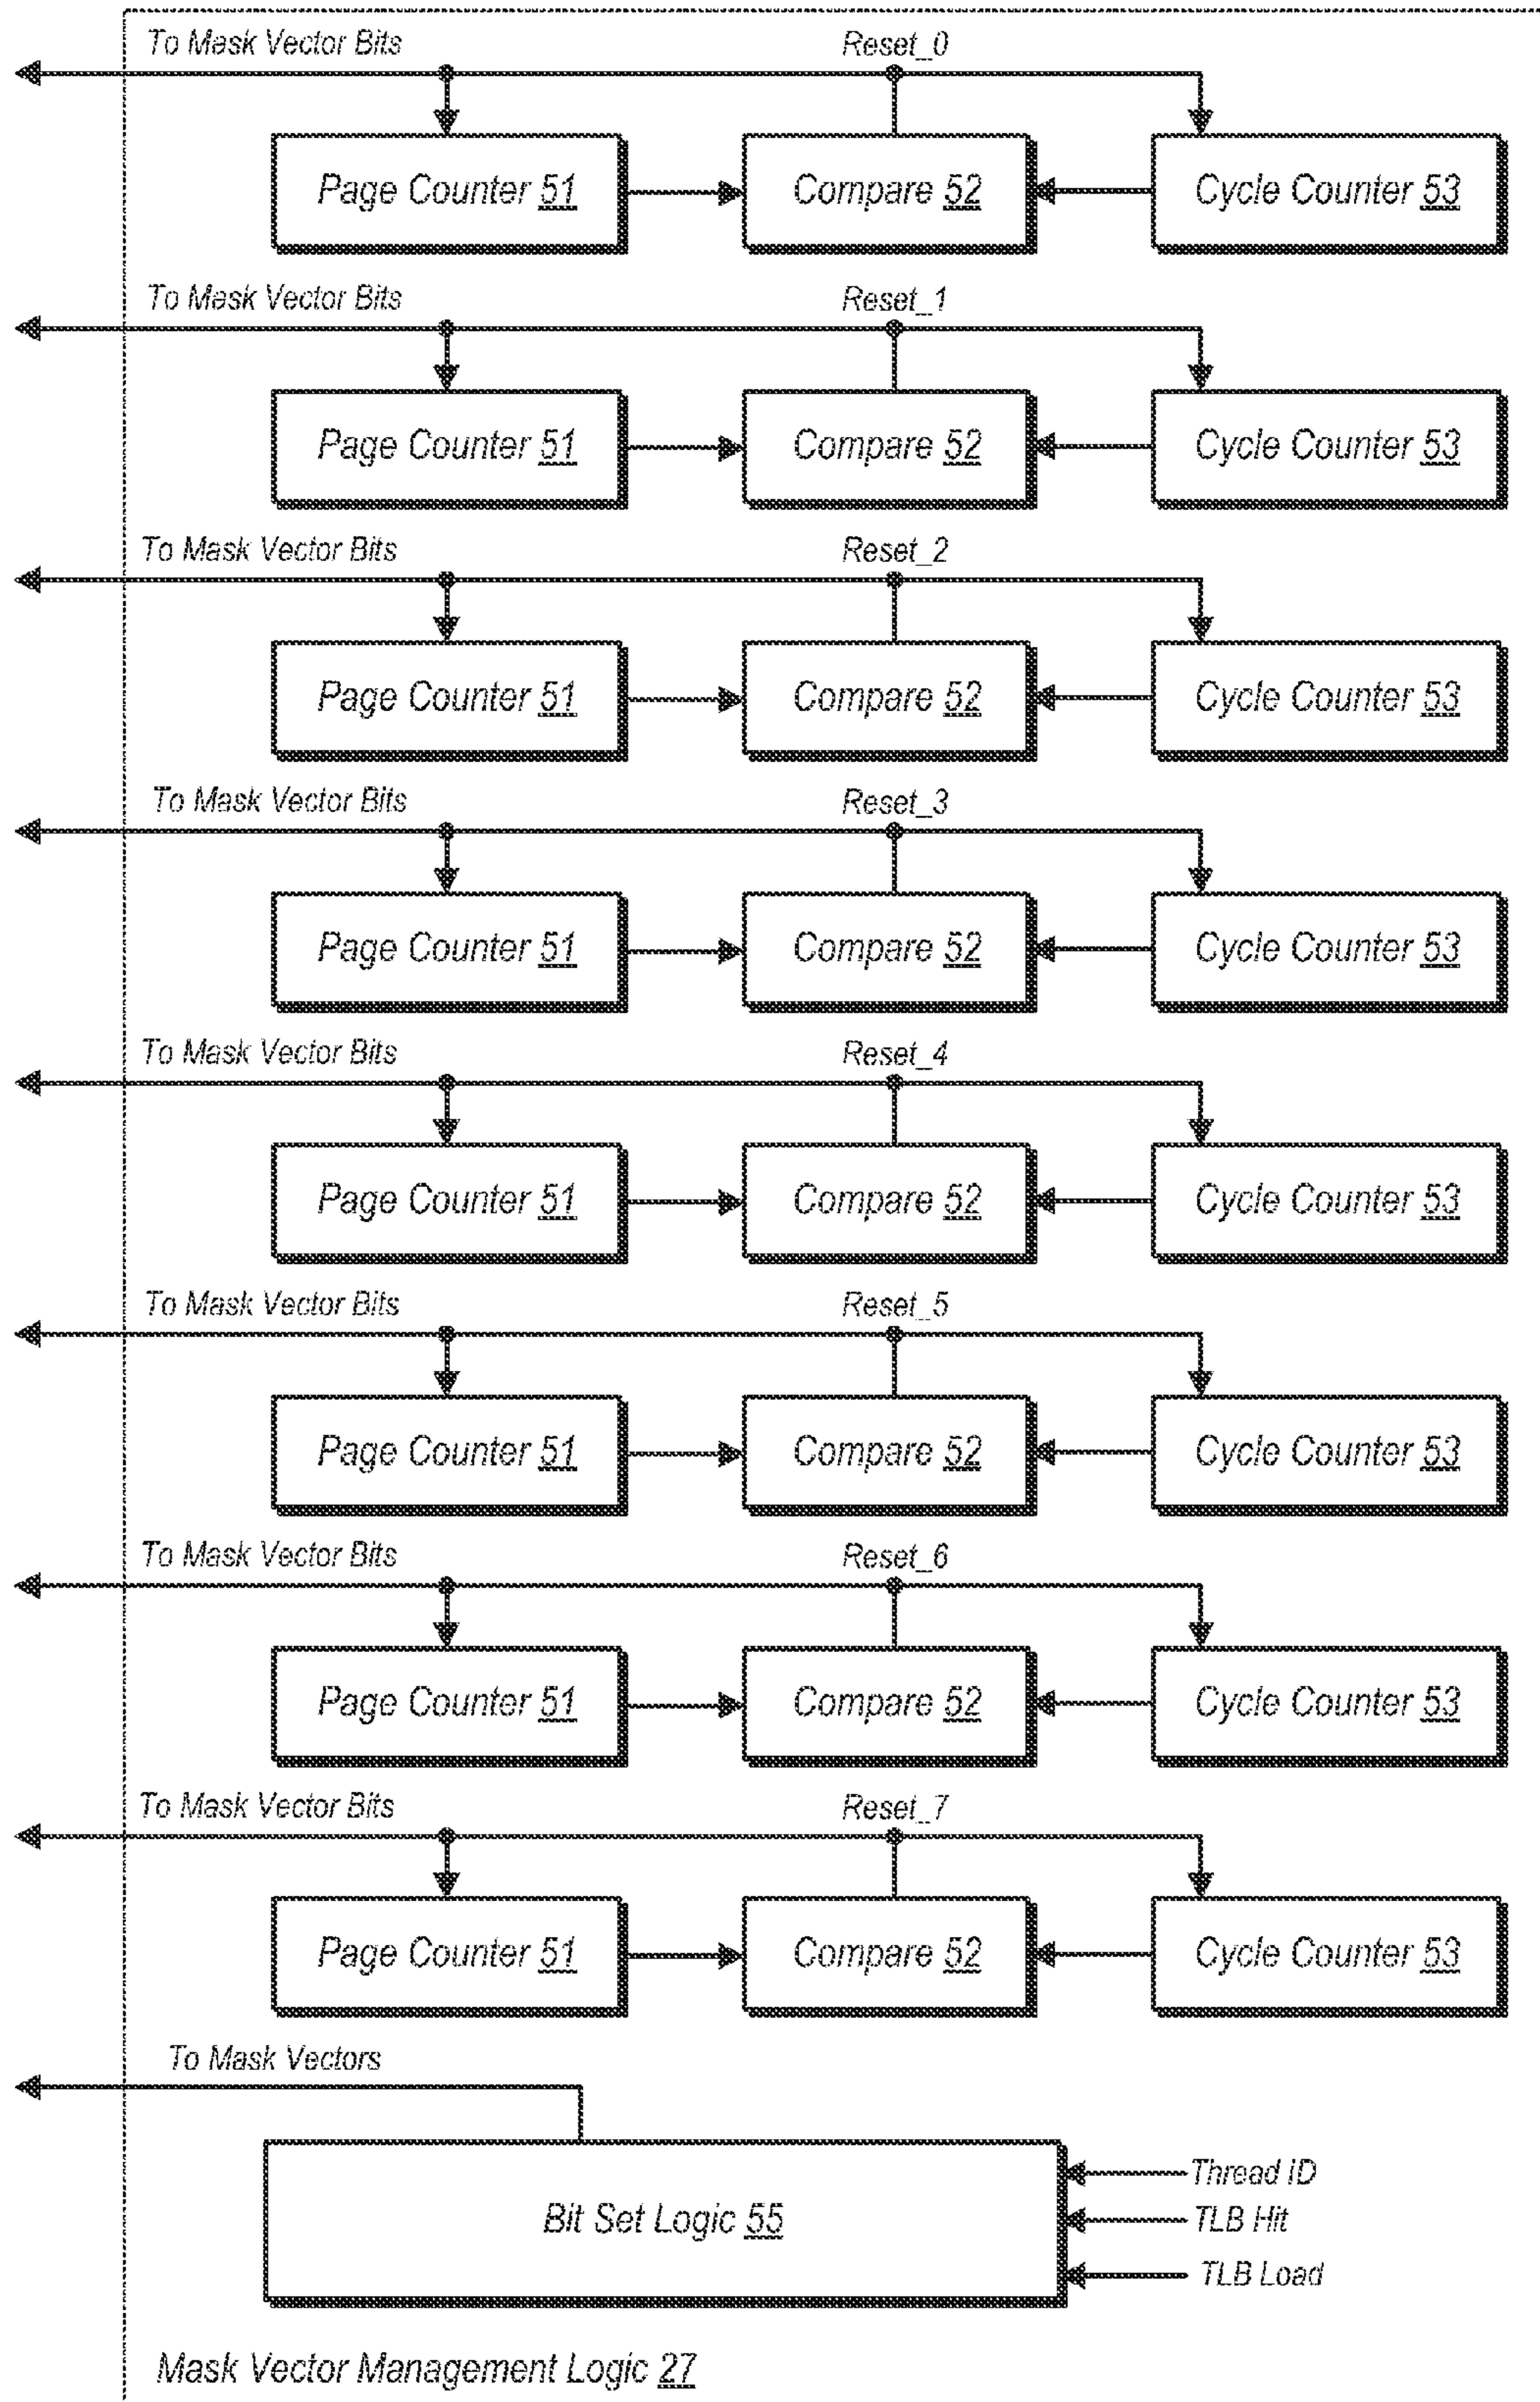 To Mask Vector Bits Reset_0
Page Counter 51 Compare 52 Cycle Counter 53
To Mask Vector Bits Reset_1
Page Counter 51 Compare 52 Cycle Counter 53
To Mask Vector Bits Reset_2
Page Counter 51 Compare 52 Cycle Counter 53
To Mask Vector Bits Reset_3
Page Counter 51 Compare 52 Cycle Counter 53
To Mask Vector Bits Reset_4
Page Counter 51 Compare 52 Cycle Counter 53
To Mask Vector Bits Reset_5
Page Counter 51 Compare 52 Cycle Counter 53
To Mask Vector Bits Reset_6
Page Counter 51 Compare 52 Cycle Counter 53
To Mask Vector Bits Reset_7
Page Counter 51 Compare 52 Cycle Counter 53
To Mask Vectors
Thread ID
Bit Set Logic 55 TLB Hit
TLB Load
Mask Vector Management Logic 27